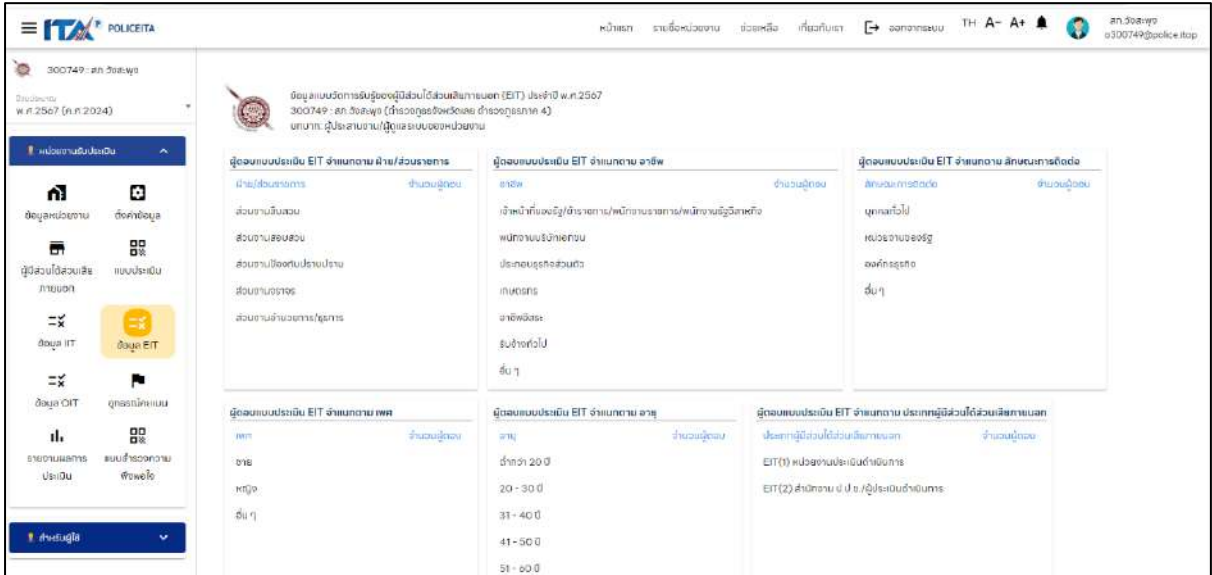 ITA POLICEITA
หน้าแรก รายชื่อหน่วยงาน ช่วยเหลือ เกี่ยวกับเรา ออกจากระบบ TH A- A+ สภ.วังสะพุง
o300749@police.itap
300749 : สภ.วังสะพุง
ปีงบประมาณ
พ.ศ.2567 (ค.ศ.2024)
หน่วยงานรับประเมิน
ข้อมูลหน่วยงาน ตั้งค่าข้อมูล
ผู้มีส่วนได้ส่วนเสียภายนอก แบบประเมิน
ข้อมูล IIT ข้อมูล EIT
ข้อมูล OIT อุทธรณ์คะแนน
รายงานผลการประเมิน แบบสำรวจความพึงพอใจ
สำหรับผู้ใช้
ข้อมูลแบบวัดการรับรู้ของผู้มีส่วนได้ส่วนเสียภายนอก (EIT) ประจำปี พ.ศ.2567
300749 : สภ.วังสะพุง (ตำรวจภูธรจังหวัดเลย ตำรวจภูธรภาค 4)
บทบาท: ผู้ประสานงาน/ผู้ดูแลระบบของหน่วยงาน
ผู้ตอบแบบประเมิน EIT จำแนกตาม ฝ่าย/ส่วนราชการ
ฝ่าย/ส่วนราชการ จำนวนผู้ตอบ
ส่วนงานสืบสวน
ส่วนงานสอบสวน
ส่วนงานป้องกันปราบปราม
ส่วนงานจราจร
ส่วนงานอำนวยการ/ธุรการ
ผู้ตอบแบบประเมิน EIT จำแนกตาม อาชีพ
อาชีพ จำนวนผู้ตอบ
เจ้าหน้าที่ของรัฐ/ข้าราชการ/พนักงานราชการ/พนักงานรัฐวิสาหกิจ
พนักงานบริษัทเอกชน
ประกอบธุรกิจส่วนตัว
เกษตรกร
อาชีพอิสระ
รับจ้างทั่วไป
อื่น ๆ
ผู้ตอบแบบประเมิน EIT จำแนกตาม ลักษณะการติดต่อ
ลักษณะการติดต่อ จำนวนผู้ตอบ
บุคคลทั่วไป
หน่วยงานของรัฐ
องค์กรธุรกิจ
อื่น ๆ
ผู้ตอบแบบประเมิน EIT จำแนกตาม เพศ
เพศ จำนวนผู้ตอบ
ชาย
หญิง
อื่น ๆ
ผู้ตอบแบบประเมิน EIT จำแนกตาม อายุ
อายุ จำนวนผู้ตอบ
ต่ำกว่า 20 ปี
20 - 30 ปี
31 - 40 ปี
41 - 50 ปี
51 - 60 ปี
ผู้ตอบแบบประเมิน EIT จำแนกตาม ประเภทผู้มีส่วนได้ส่วนเสียภายนอก
ประเภทผู้มีส่วนได้ส่วนเสียภายนอก จำนวนผู้ตอบ
EIT(1) หน่วยงานประเมินดำเนินการ
EIT(2) สำนักงาน ป.ป.ช./ผู้ประเมินดำเนินการ